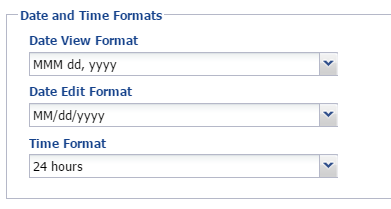 Date and Time Formats
Date View Format
MMM dd, yyyy
Date Edit Format
MM/dd/yyyy
Time Format
24 hours